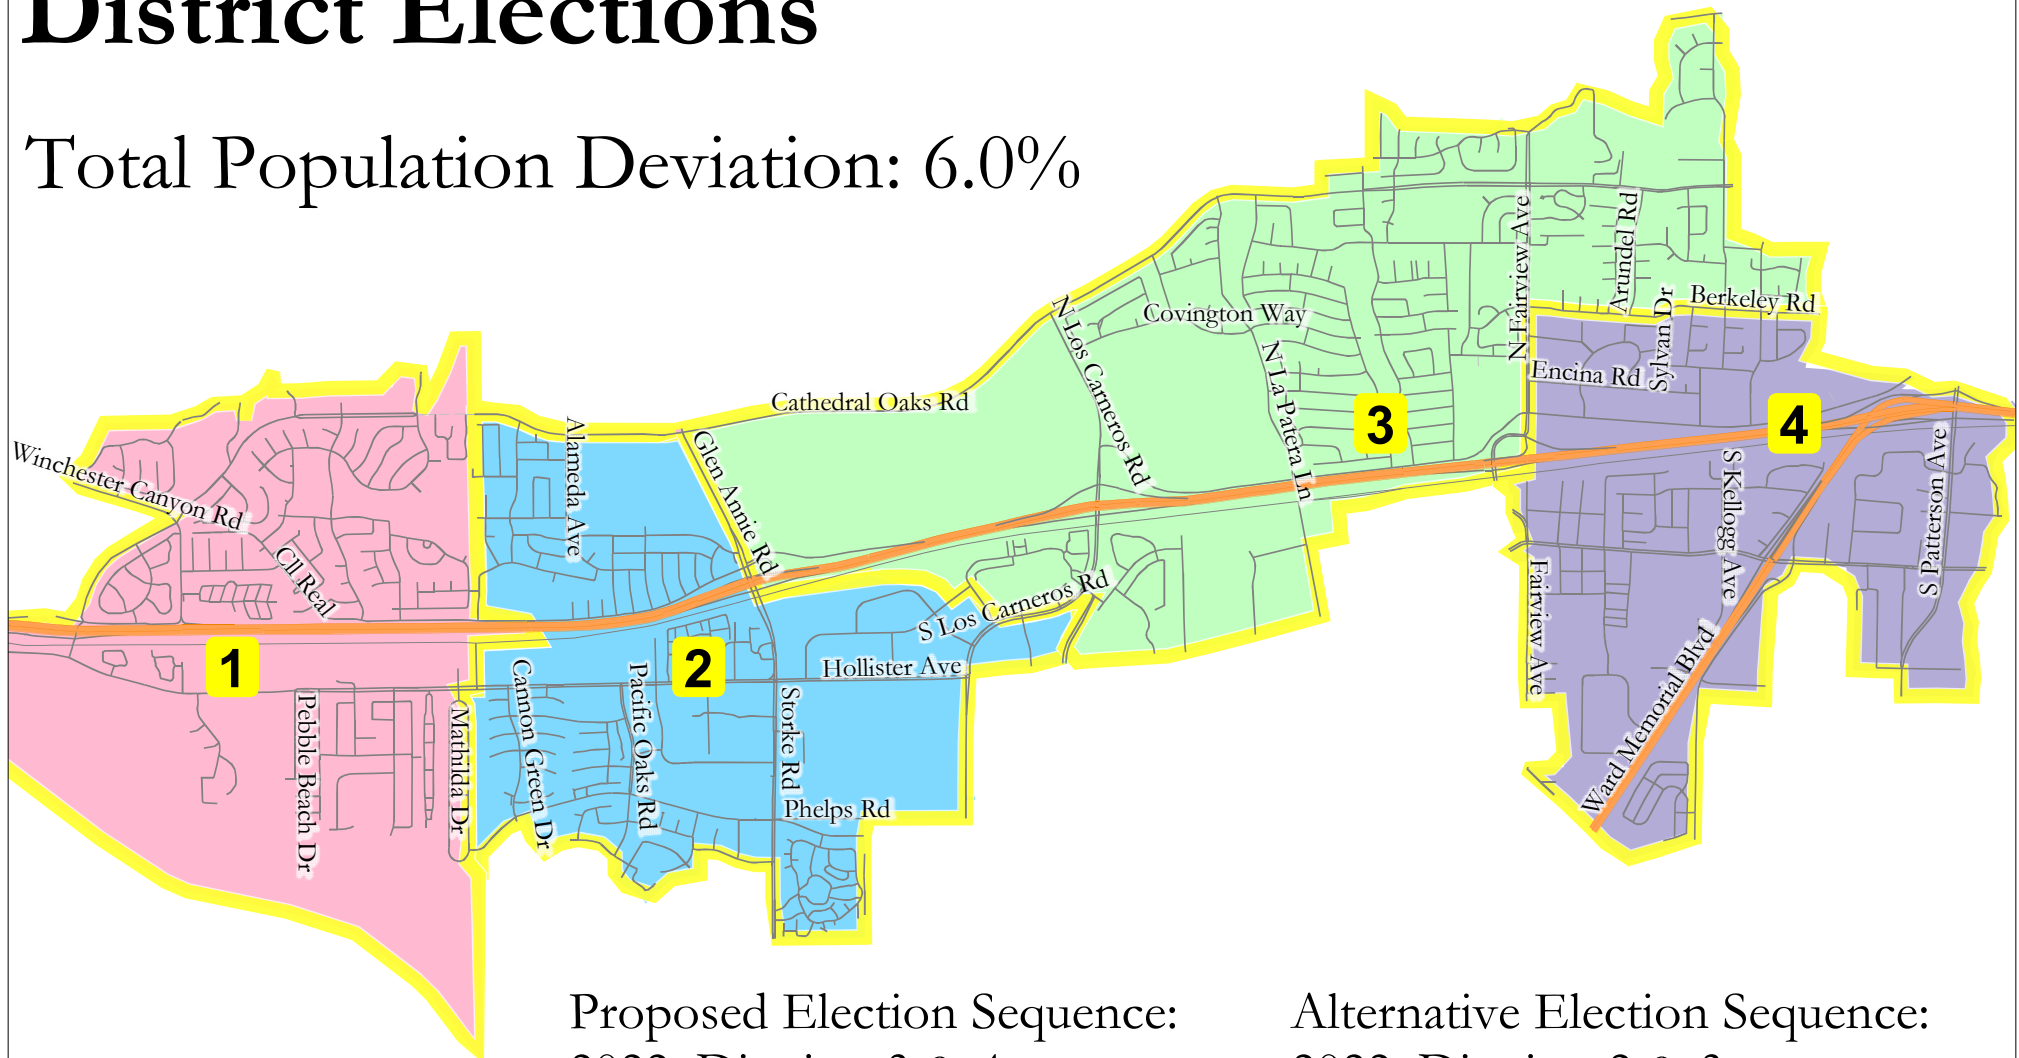 District Elections
Total Population Deviation: 6.0%
N Fairview Ave
Arundel Rd
Berkeley Rd
Sylvan Dr
Covington Way
N Los Carneros Rd
N La Patera Ln
Encina Rd
Cathedral Oaks Rd
3
4
Alameda Ave
Glen Annie Rd
Winchester Canyon Rd
Cll Real
S Kellogg Ave
S Patterson Ave
Fairview Ave
S Los Carneros Rd
Hollister Ave
1
2
Cannon Green Dr
Pacific Oaks Rd
Storke Rd
Pebble Beach Dr
Mathilda Dr
Phelps Rd
Ward Memorial Blvd
Proposed Election Sequence:
Alternative Election Sequence: